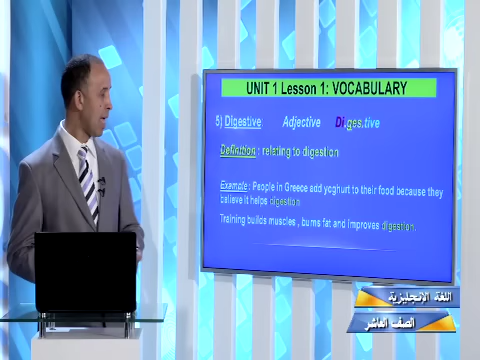 UNIT 1 Lesson 1: VOCABULARY
5) Digestive: Adjective Di.ges.tive
Definition : relating to digestion
Example : People in Greece add yoghurt to their food because they
believe it helps digestion
Training builds muscles , burns fat and improves digestion.
اللغة الإنجليزية
الصف العاشر